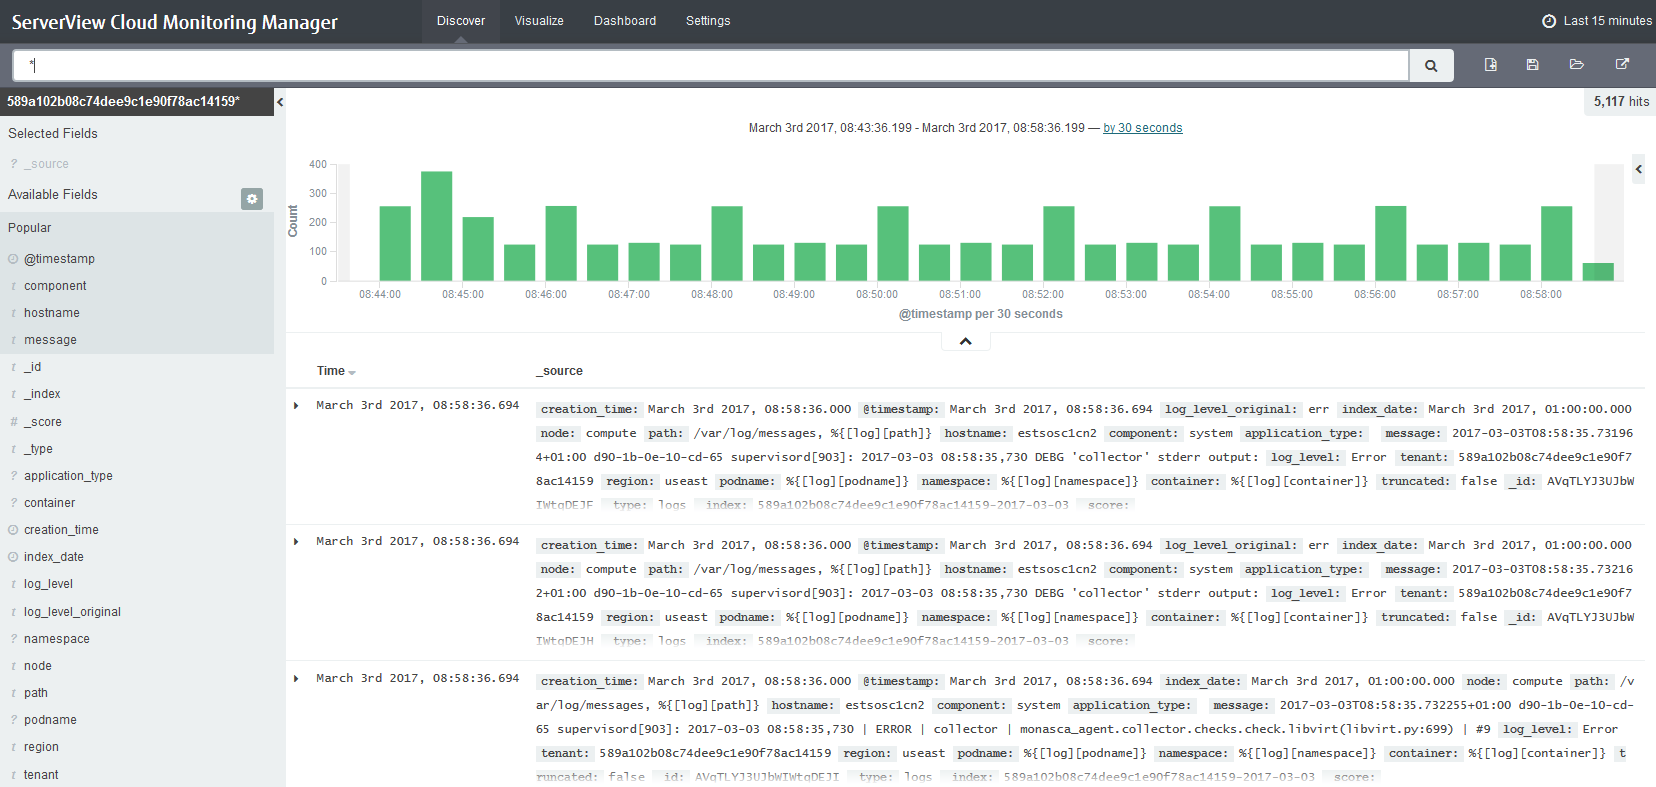 ServerView Cloud Monitoring Manager
Discover
Visualize
Dashboard
Settings
Last 15 minutes
*
589a102b08c74dee9c1e90f78ac14159*
5,117 hits
Selected Fields
? _source
Available Fields
Popular
@timestamp
t component
t hostname
t message
t _id
t _index
# _score
t _type
? application_type
? container
creation_time
index_date
t log_level
t log_level_original
? namespace
t node
t path
? podname
t region
t tenant
March 3rd 2017, 08:43:36.199 - March 3rd 2017, 08:58:36.199 — by 30 seconds
Count
400
300
200
100
0
08:44:00 08:45:00 08:46:00 08:47:00 08:48:00 08:49:00 08:50:00 08:51:00 08:52:00 08:53:00 08:54:00 08:55:00 08:56:00 08:57:00 08:58:00
@timestamp per 30 seconds
Time _source
March 3rd 2017, 08:58:36.694
creation_time: March 3rd 2017, 08:58:36.000 @timestamp: March 3rd 2017, 08:58:36.694 log_level_original: err index_date: March 3rd 2017, 01:00:00.000
node: compute path: /var/log/messages, %{[log][path]} hostname: estsosc1cn2 component: system application_type: message: 2017-03-03T08:58:35.73196
4+01:00 d90-1b-0e-10-cd-65 supervisord[903]: 2017-03-03 08:58:35,730 DEBG 'collector' stderr output: log_level: Error tenant: 589a102b08c74dee9c1e90f7
8ac14159 region: useast podname: %{[log][podname]} namespace: %{[log][namespace]} container: %{[log][container]} truncated: false _id: AVqTLYJ3UJbW
IWtqDEJF _type: logs _index: 589a102b08c74dee9c1e90f78ac14159-2017-03-03 _score:
March 3rd 2017, 08:58:36.694
creation_time: March 3rd 2017, 08:58:36.000 @timestamp: March 3rd 2017, 08:58:36.694 log_level_original: err index_date: March 3rd 2017, 01:00:00.000
node: compute path: /var/log/messages, %{[log][path]} hostname: estsosc1cn2 component: system application_type: message: 2017-03-03T08:58:35.73216
2+01:00 d90-1b-0e-10-cd-65 supervisord[903]: 2017-03-03 08:58:35,730 DEBG 'collector' stderr output: log_level: Error tenant: 589a102b08c74dee9c1e90f7
8ac14159 region: useast podname: %{[log][podname]} namespace: %{[log][namespace]} container: %{[log][container]} truncated: false _id: AVqTLYJ3UJbW
IWtqDEJH _type: logs _index: 589a102b08c74dee9c1e90f78ac14159-2017-03-03 _score:
March 3rd 2017, 08:58:36.694
creation_time: March 3rd 2017, 08:58:36.000 @timestamp: March 3rd 2017, 08:58:36.694 index_date: March 3rd 2017, 01:00:00.000 node: compute path: /v
ar/log/messages, %{[log][path]} hostname: estsosc1cn2 component: system application_type: message: 2017-03-03T08:58:35.732255+01:00 d90-1b-0e-10-cd-
65 supervisord[903]: 2017-03-03 08:58:35,730 | ERROR | collector | monasca_agent.collector.checks.check.libvirt(libvirt.py:699) | #9 log_level: Error
tenant: 589a102b08c74dee9c1e90f78ac14159 region: useast podname: %{[log][podname]} namespace: %{[log][namespace]} container: %{[log][container]} t
runcated: false _id: AVqTLYJ3UJbWIWtqDEJI _type: logs _index: 589a102b08c74dee9c1e90f78ac14159-2017-03-03 _score: